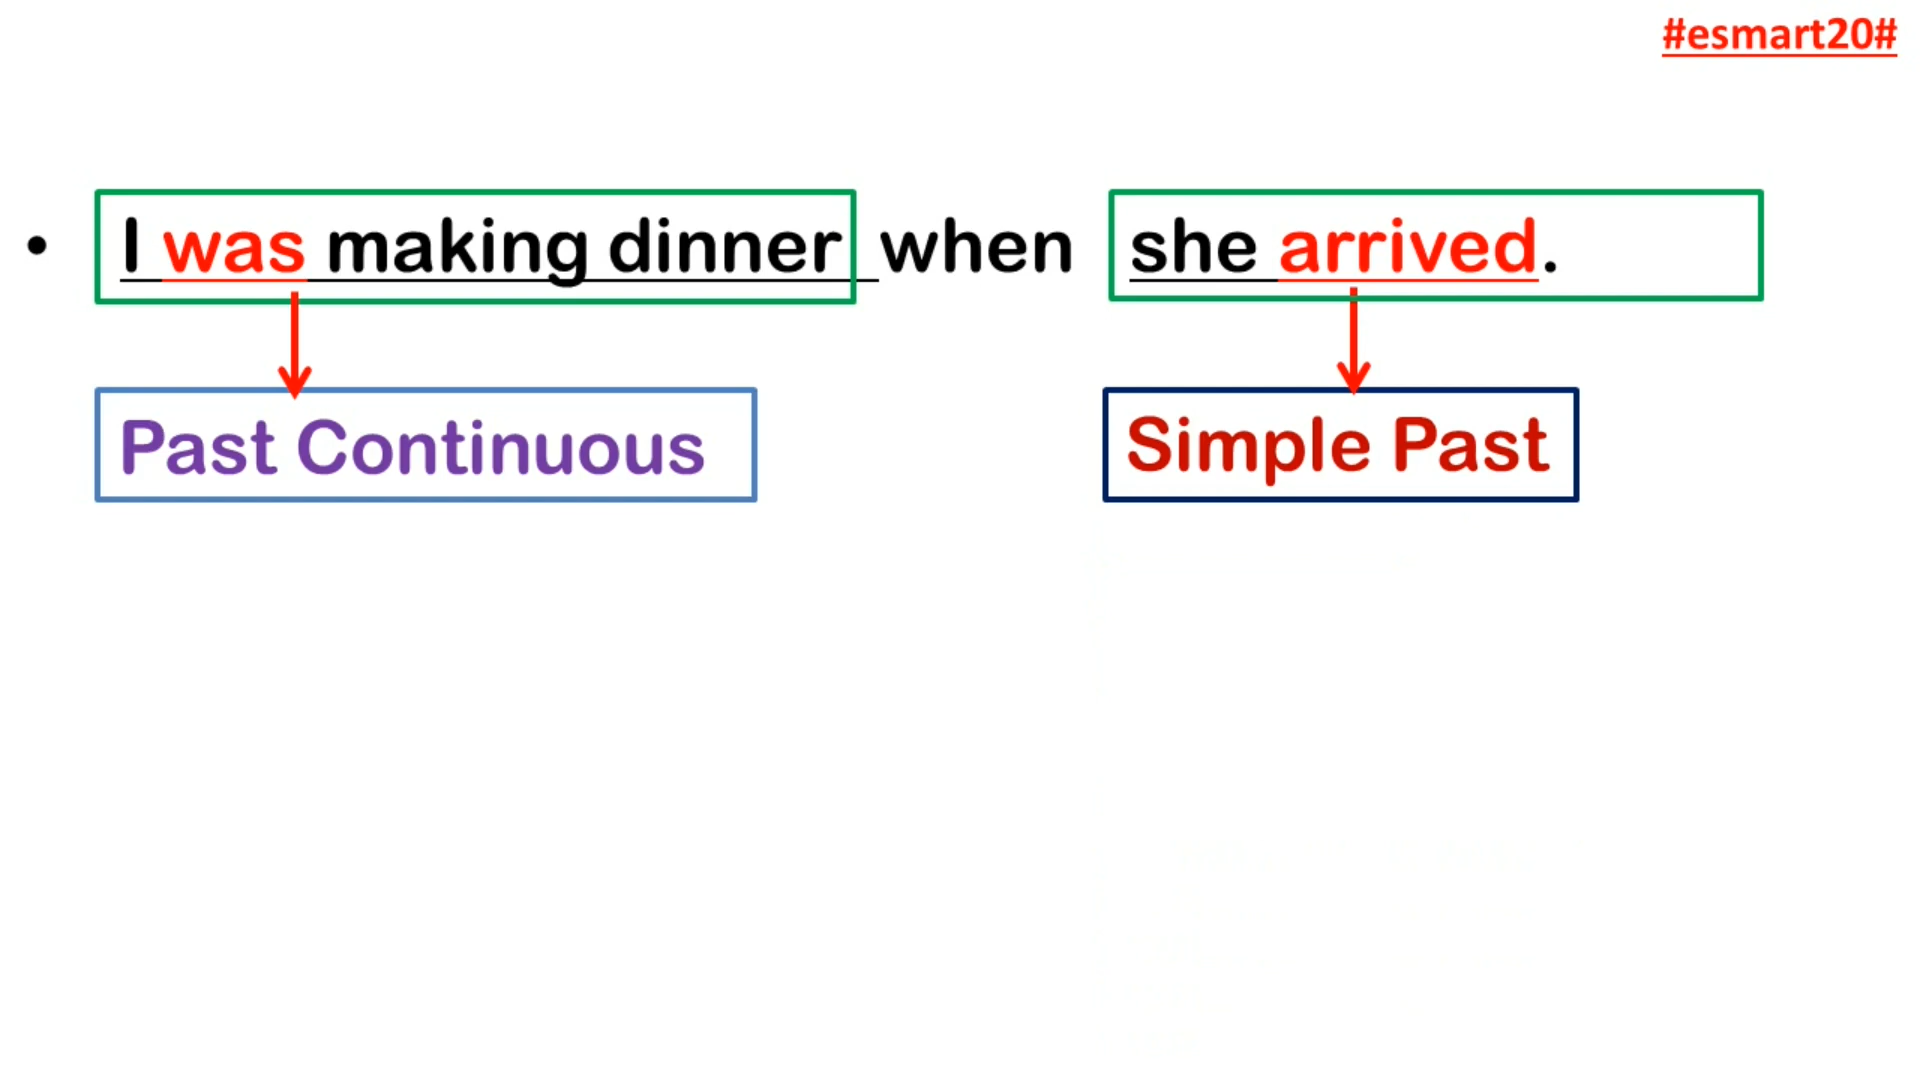 #esmart20#
• I was making dinner when she arrived.
Past Continuous
Simple Past